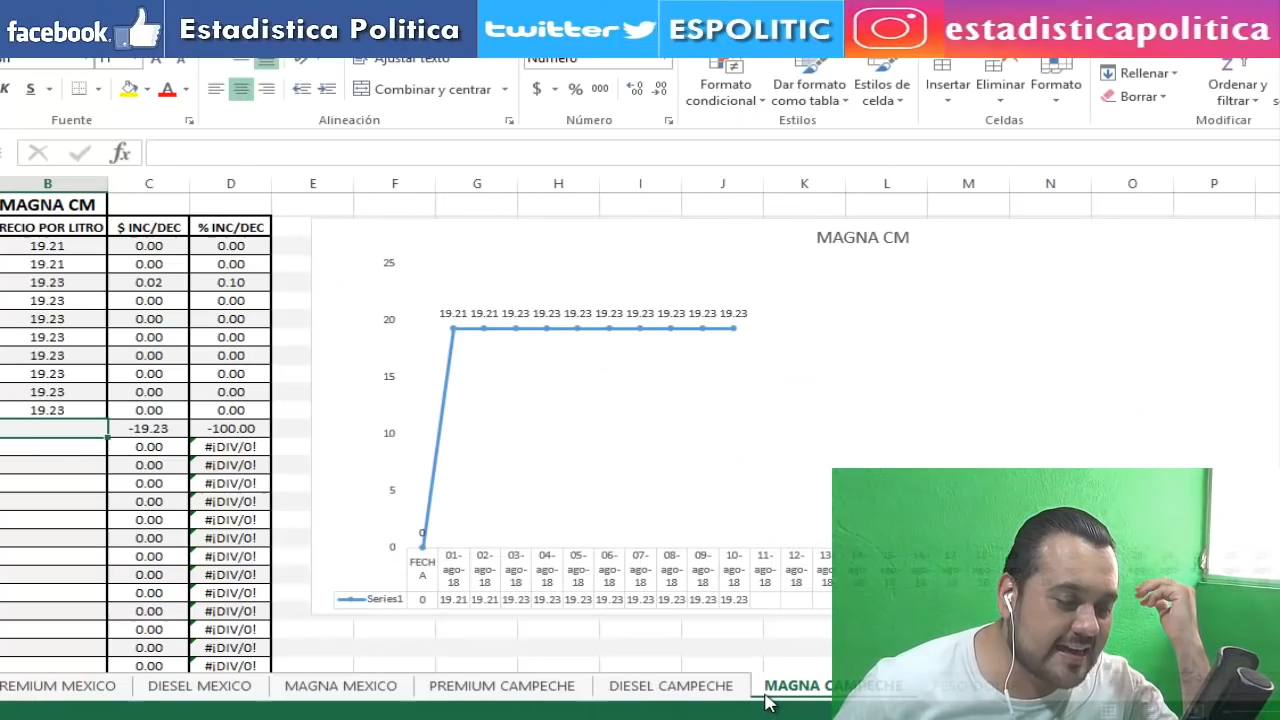 facebook. Estadística Politica twitter ESPOLITIC estadisticapolitica
Ajustar texto Número Rellenar
K S A Combinar y centrar $ % 000 Formato Dar formato Estilos de Insertar Eliminar Formato Borrar Ordenar y
condicional como tabla celda filtrar
Fuente Alineación Número Estilos Celdas Modificar
fx
B C D E F G H I J K L M N O P
MAGNA CM
RECIO POR LITRO $ INC/DEC % INC/DEC
19.21 0.00 0.00
19.21 0.00 0.00
19.23 0.02 0.10
19.23 0.00 0.00
19.23 0.00 0.00
19.23 0.00 0.00
19.23 0.00 0.00
19.23 0.00 0.00
19.23 0.00 0.00
19.23 0.00 0.00
-19.23 -100.00
0.00 #¡DIV/0!
0.00 #¡DIV/0!
0.00 #¡DIV/0!
0.00 #¡DIV/0!
0.00 #¡DIV/0!
0.00 #¡DIV/0!
0.00 #¡DIV/0!
0.00 #¡DIV/0!
0.00 #¡DIV/0!
0.00 #¡DIV/0!
0.00 #¡DIV/0!
0.00 #¡DIV/0!
0.00 #¡DIV/0!
MAGNA CM
25
20
15
10
5
0
19.21 19.21 19.23 19.23 19.23 19.23 19.23 19.23 19.23 19.23
0
FECH 01- 02- 03- 04- 05- 06- 07- 08- 09- 10- 11- 12- 13-
A ago- ago- ago- ago- ago- ago- ago- ago- ago- ago- ago- ago-
18 18 18 18 18 18 18 18 18 18 18 18
Series1 0 19.21 19.21 19.23 19.23 19.23 19.23 19.23 19.23 19.23 19.23
REMIUM MEXICO DIESEL MEXICO MAGNA MEXICO PREMIUM CAMPECHE DIESEL CAMPECHE MAGNA CAMPECHE